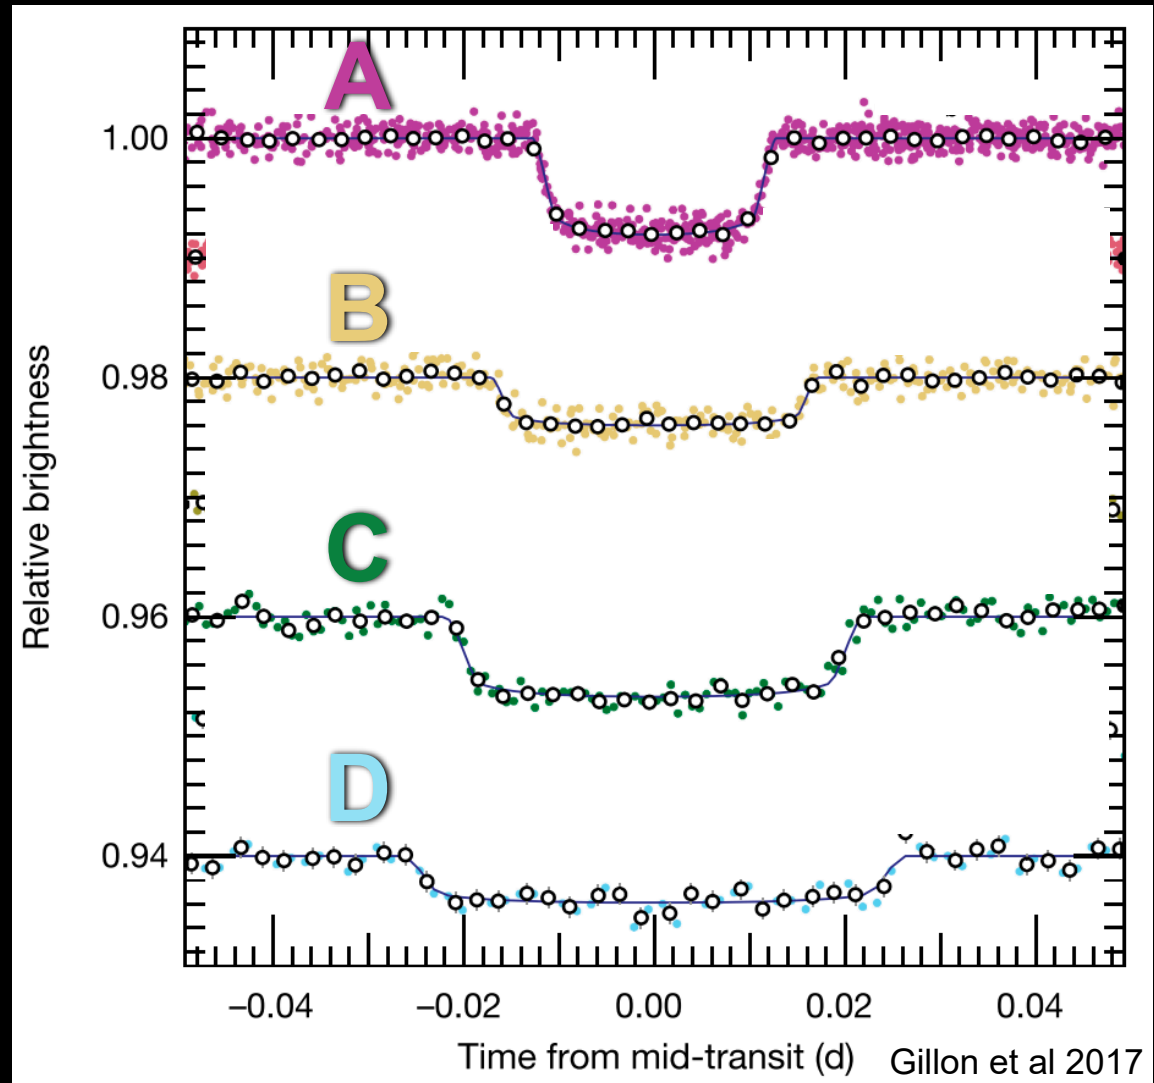 A
1.00
B
0.98
Relative brightness
C
0.96
D
0.94
−0.04
−0.02
0.00
0.02
0.04
Time from mid-transit (d)
Gillon et al 2017